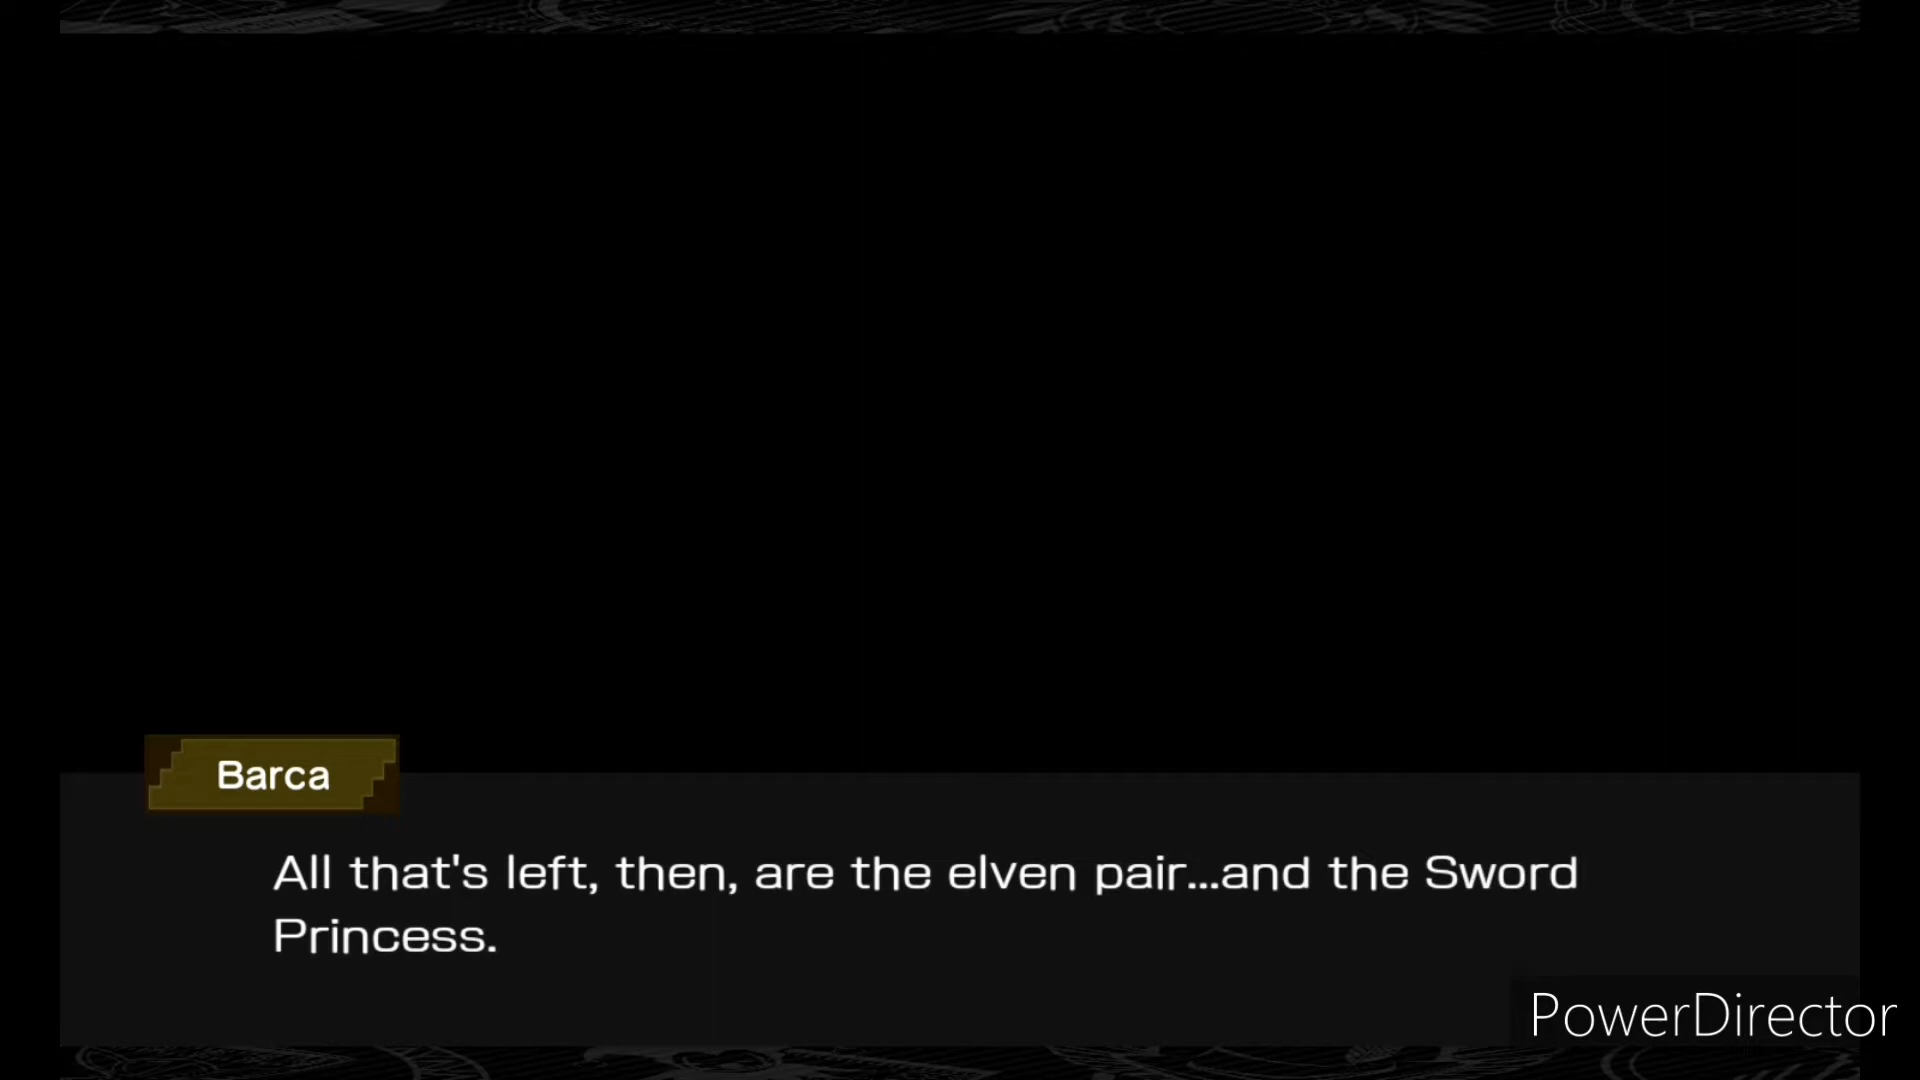 Barca
All that's left, then, are the elven pair...and the Sword
Princess.
PowerDirector